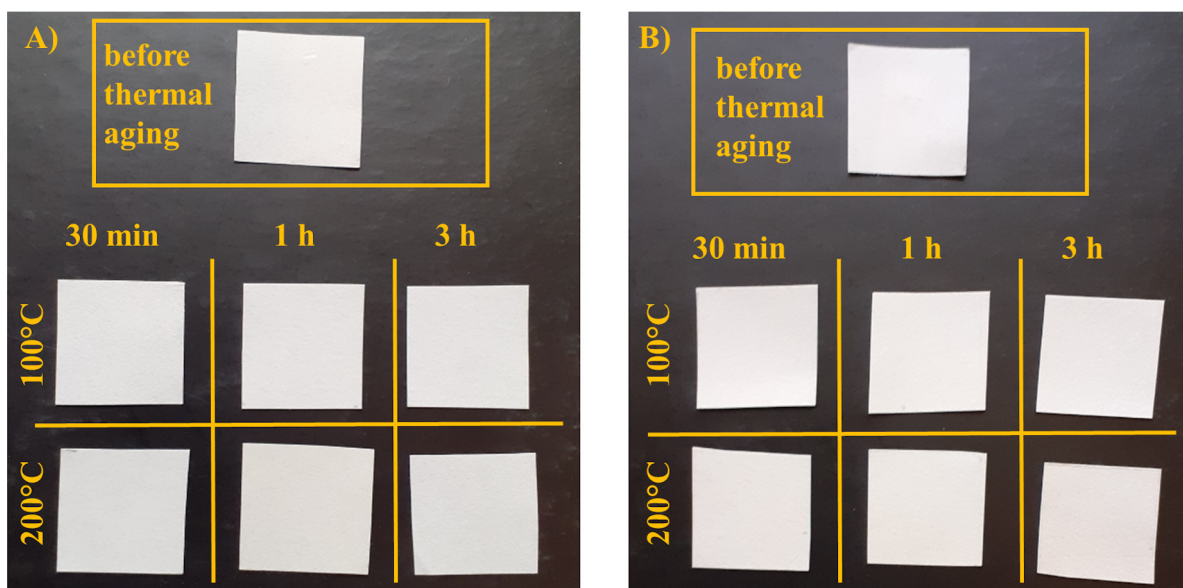 A)
before
thermal
aging
30 min
1 h
3 h
100°C
200°C
B)
before
thermal
aging
30 min
1 h
3 h
100°C
200°C